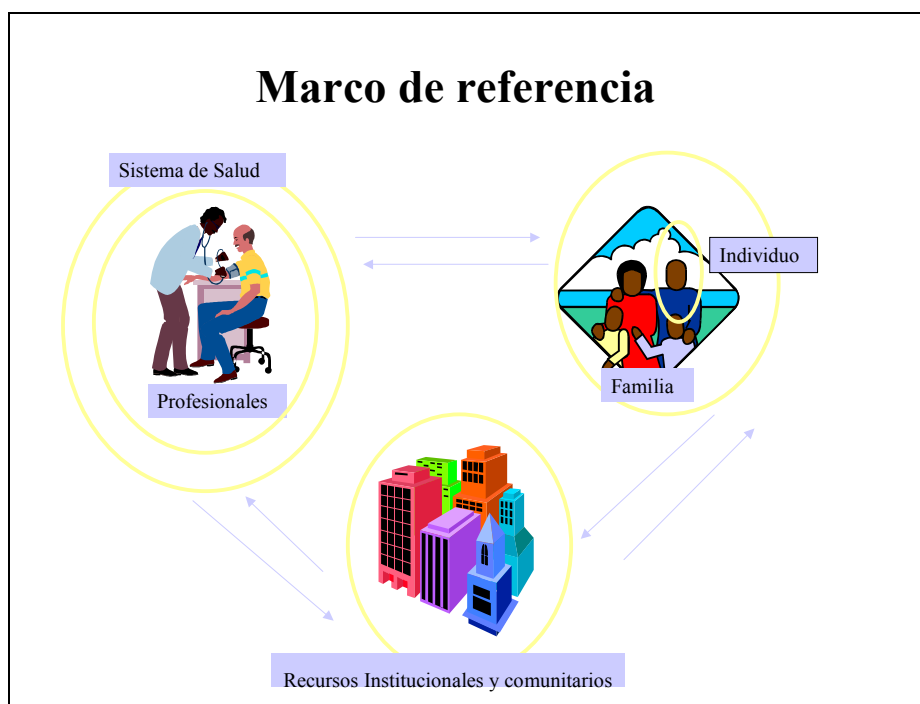 Marco de referencia
Sistema de Salud
Individuo
Profesionales
Familia
Recursos Institucionales y comunitarios